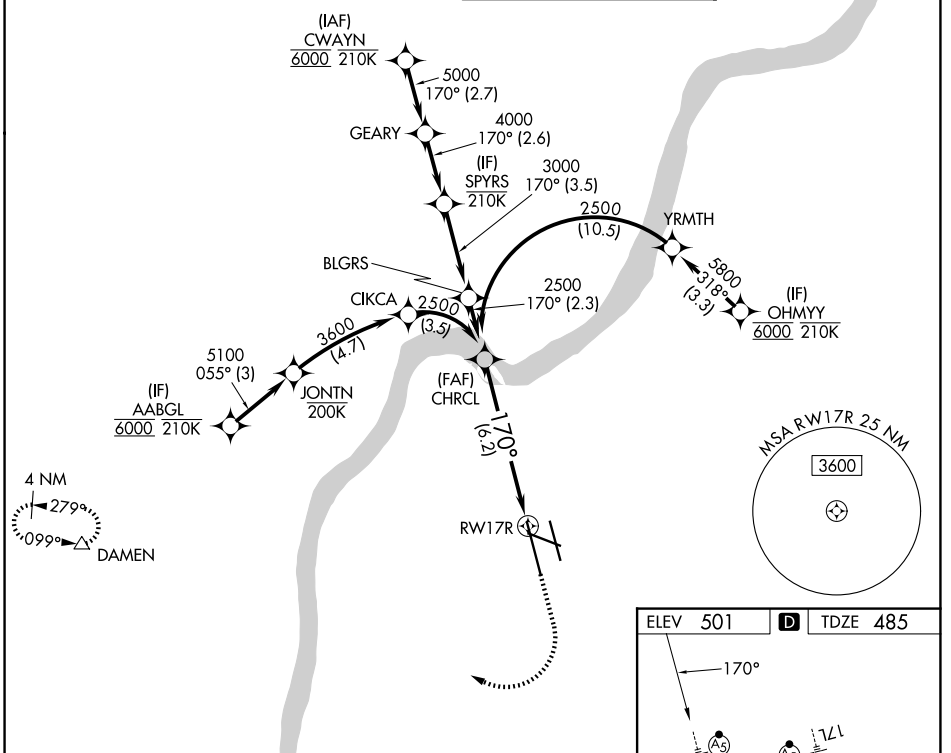 (IAF)
CWAYN
6000 210K
5000
170° (2.7)
GEARY
4000
170° (2.6)
(IF)
SPYRS
210K
3000
170° (3.5)
2500
(10.5)
YRMTH
5800
318°
(3.3)
(IF)
OHMYY
6000 210K
BLGRS
2500
170° (2.3)
CIKCA
2500
(3.5)
3600
(4.7)
5100
055° (3)
JONTN
200K
(IF)
AABGL
6000 210K
(FAF)
CHRCL
170°
(6.2)
MSA RW17R 25 NM
3600
4 NM
279°
099°
DAMEN
RW17R
ELEV 501 D TDZE 485
170°
17L
A5